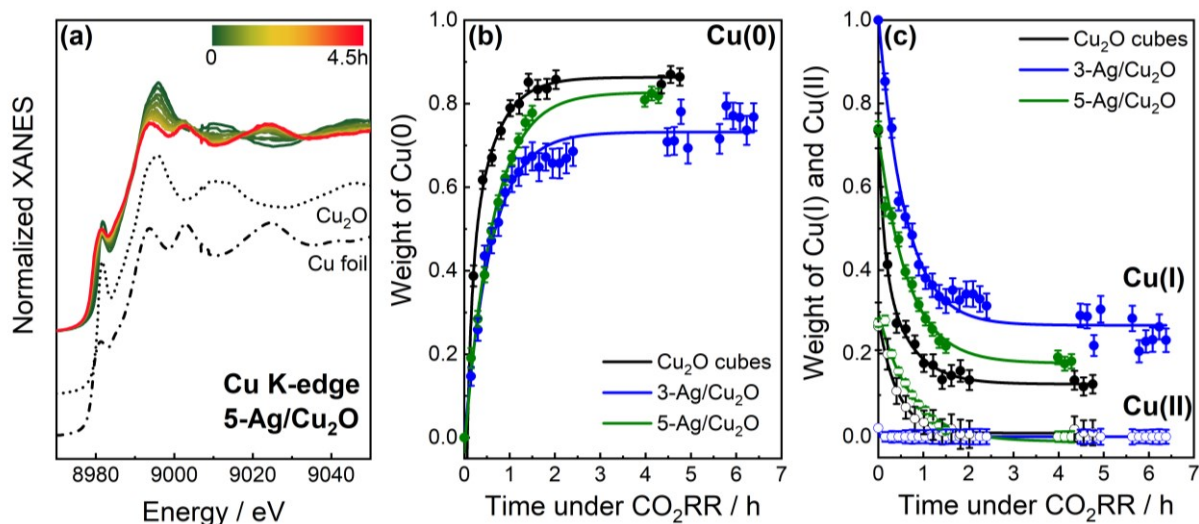 (a)
0
4.5h
Normalized XANES
Cu₂O
Cu foil
Cu K-edge
5-Ag/Cu₂O
8980
9000
9020
9040
Energy / eV
(b)
Cu(0)
Weight of Cu(0)
1.0
0.8
0.6
0.4
0.2
0.0
Cu₂O cubes
3-Ag/Cu₂O
5-Ag/Cu₂O
0
1
2
3
4
5
6
7
Time under CO₂RR / h
(c)
Cu₂O cubes
3-Ag/Cu₂O
5-Ag/Cu₂O
Weight of Cu(I) and Cu(II)
1.0
0.8
0.6
0.4
0.2
0.0
Cu(I)
Cu(II)
0
1
2
3
4
5
6
7
Time under CO₂RR / h